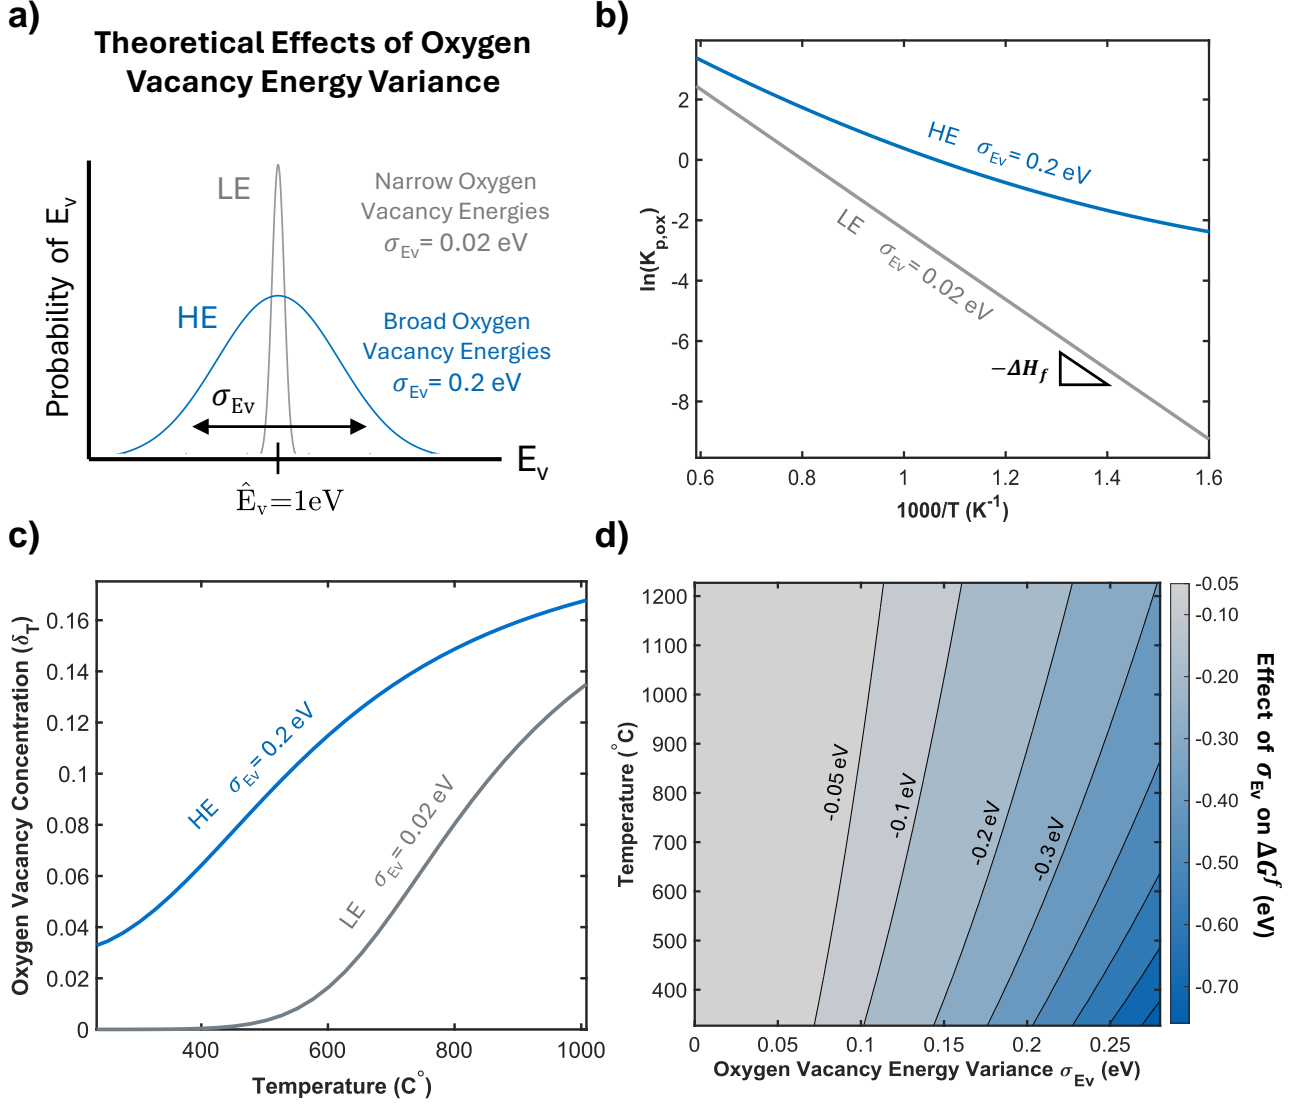 a)
Theoretical Effects of Oxygen
Vacancy Energy Variance
Probability of Ev
LE
Narrow Oxygen
Vacancy Energies
σEv= 0.02 eV
HE
Broad Oxygen
Vacancy Energies
σEv= 0.2 eV
σEv
Ev
Êv=1eV
b)
ln(Kp,ox)
2
0
-2
-4
-6
-8
HE σEv= 0.2 eV
LE σEv= 0.02 eV
−ΔHf
0.6 0.8 1 1.2 1.4 1.6
1000/T (K-1)
c)
Oxygen Vacancy Concentration (δT)
0.16
0.14
0.12
0.1
0.08
0.06
0.04
0.02
0
HE σEv= 0.2 eV
LE σEv= 0.02 eV
400 600 800 1000
Temperature (C°)
d)
Temperature (°C)
1200
1100
1000
900
800
700
600
500
400
-0.05 eV
-0.1 eV
-0.2 eV
-0.3 eV
0 0.05 0.1 0.15 0.2 0.25
Oxygen Vacancy Energy Variance σEv (eV)
-0.05
-0.10
-0.20
-0.30
-0.40
-0.50
-0.60
-0.70
Effect of σEv on ΔGf (eV)